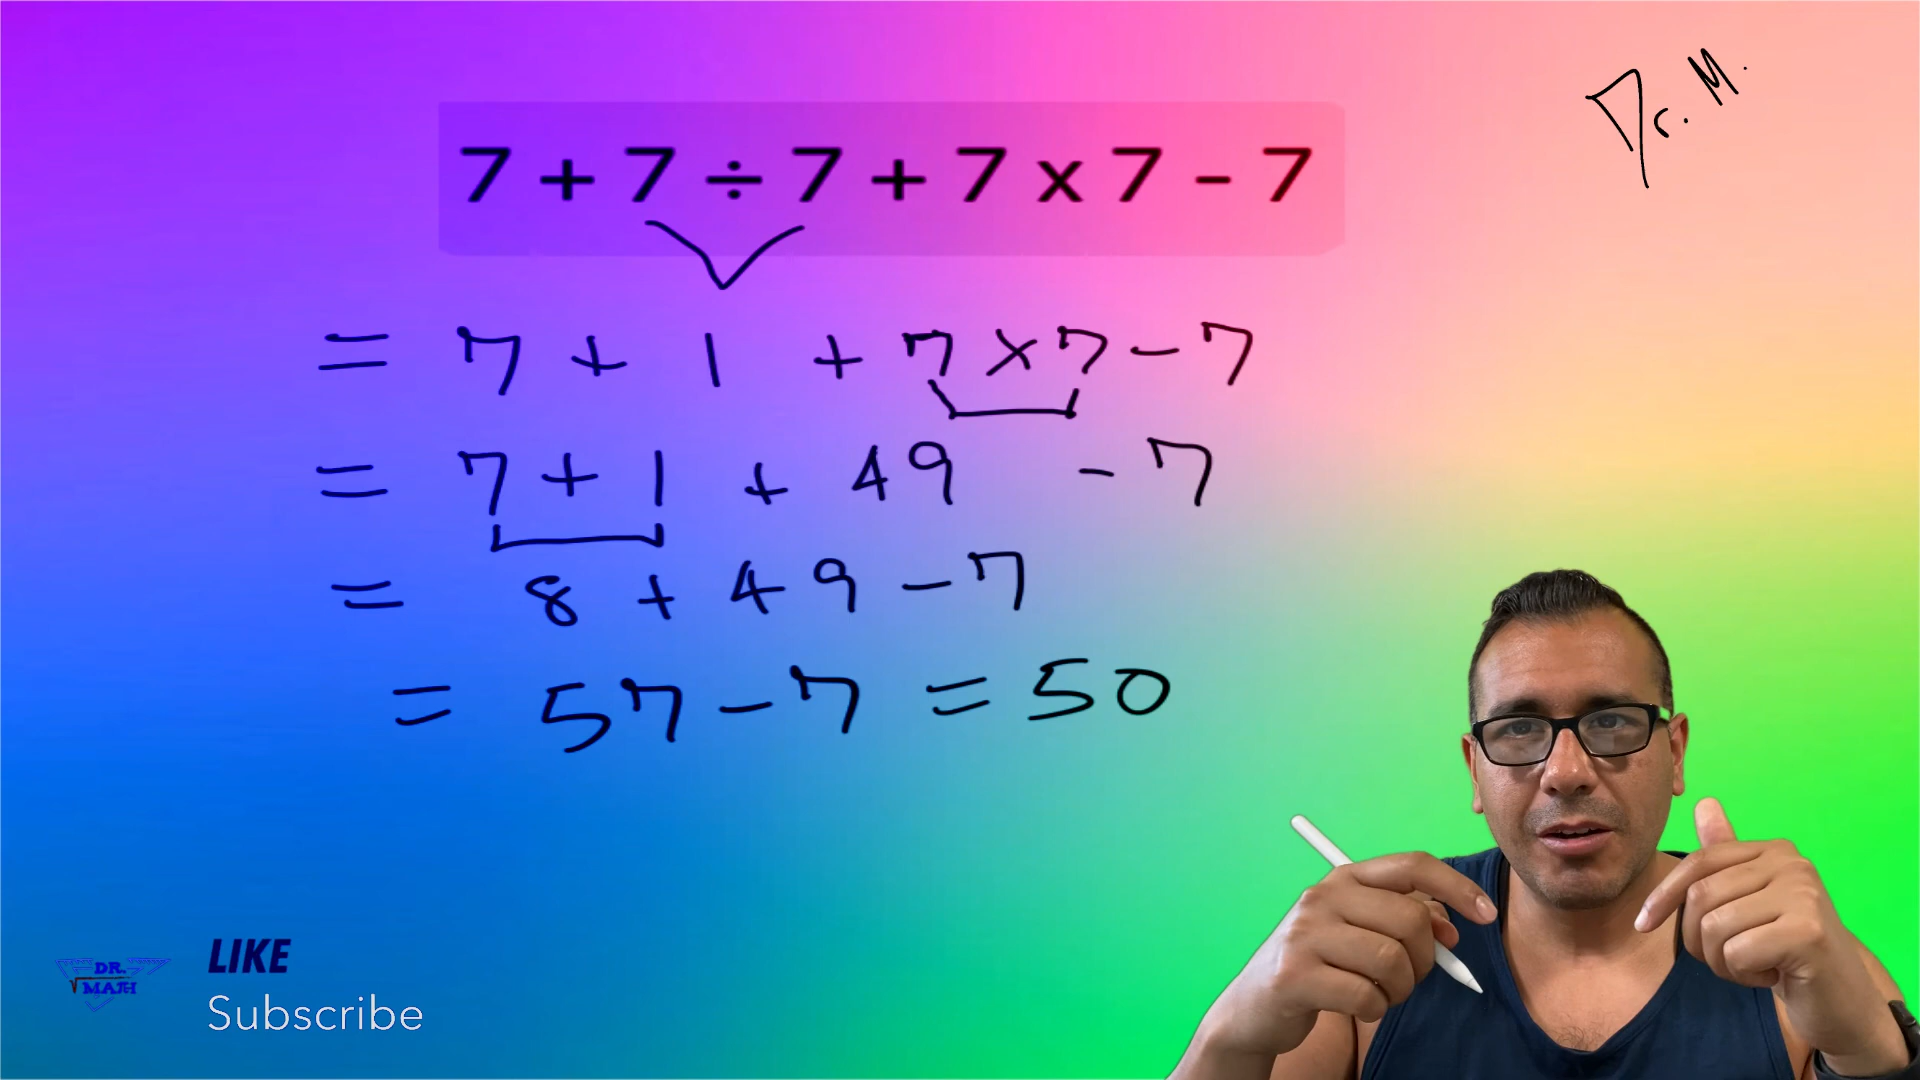 Dr. M.
7 + 7 ÷ 7 + 7 x 7 - 7
= 7 + 1 + 7 × 7 - 7
= 7 + 1 + 49 - 7
= 8 + 49 - 7
= 57 - 7 = 50
DR.
√MATH
LIKE
Subscribe